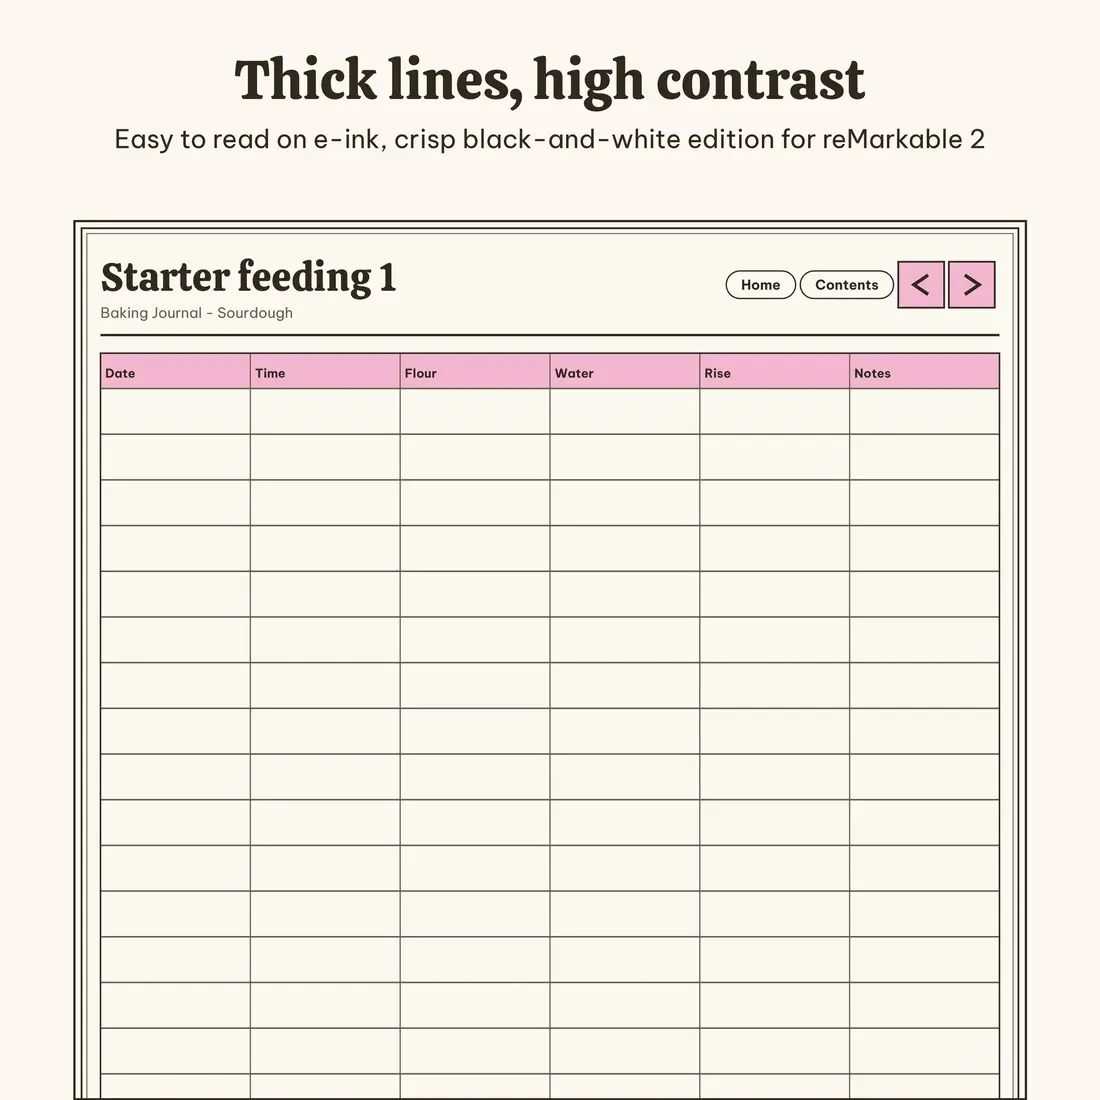 Thick lines, high contrast
Easy to read on e-ink, crisp black-and-white edition for reMarkable 2
Starter feeding 1
Home
Contents
<
>
Baking Journal - Sourdough
Date
Time
Flour
Water
Rise
Notes